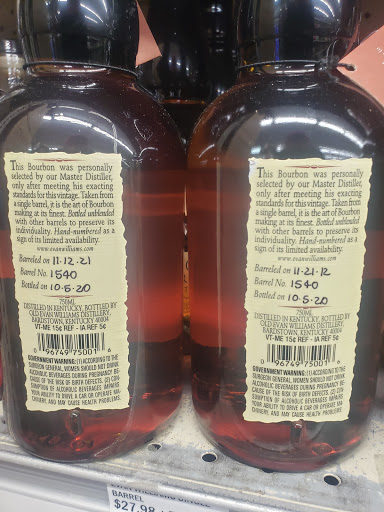 This Bourbon was personally
selected by our Master Distiller,
only after meeting his exacting
standards for this vintage. Taken from
a single barrel, it is the art of Bourbon
making at its finest. Bottled unblended
with other barrels to preserve its
individuality. Hand-numbered as a
sign of its limited availability.
www.evanwilliams.com
Barreled on 11.12.21
Barrel No. 1540
Bottled on 10.5.20
750ML
DISTILLED IN KENTUCKY, BOTTLED BY
OLD EVAN WILLIAMS DISTILLERY,
BARDSTOWN, KENTUCKY 40004
VT-ME 15¢ REF - IA REF 5¢
0 96749 75001 6
GOVERNMENT WARNING: (1) ACCORDING TO THE
SURGEON GENERAL, WOMEN SHOULD NOT DRINK
ALCOHOLIC BEVERAGES DURING PREGNANCY BE-
CAUSE OF THE RISK OF BIRTH DEFECTS. (2) CON-
SUMPTION OF ALCOHOLIC BEVERAGES IMPAIRS
YOUR ABILITY TO DRIVE A CAR OR OPERATE MA-
CHINERY, AND MAY CAUSE HEALTH PROBLEMS.
This Bourbon was personally
selected by our Master Distiller,
only after meeting his exacting
standards for this vintage. Taken from
a single barrel, it is the art of Bourbon
making at its finest. Bottled unblended
with other barrels to preserve its
individuality. Hand-numbered as a
sign of its limited availability.
www.evanwilliams.com
Barreled on 11-21-12
Barrel No. 1540
Bottled on 10-5-20
750ML
DISTILLED IN KENTUCKY, BOTTLED BY
OLD EVAN WILLIAMS DISTILLERY,
BARDSTOWN, KENTUCKY 40004
VT-ME 15¢ REF - IA REF 5¢
0 96749 75001 6
GOVERNMENT WARNING: (1) ACCORDING TO THE
SURGEON GENERAL, WOMEN SHOULD NOT DRINK
ALCOHOLIC BEVERAGES DURING PREGNANCY BE-
CAUSE OF THE RISK OF BIRTH DEFECTS. (2) CON-
SUMPTION OF ALCOHOLIC BEVERAGES IMPAIRS
YOUR ABILITY TO DRIVE A CAR OR OPERATE MA-
CHINERY, AND MAY CAUSE HEALTH PROBLEMS.
BARREL
$27.98